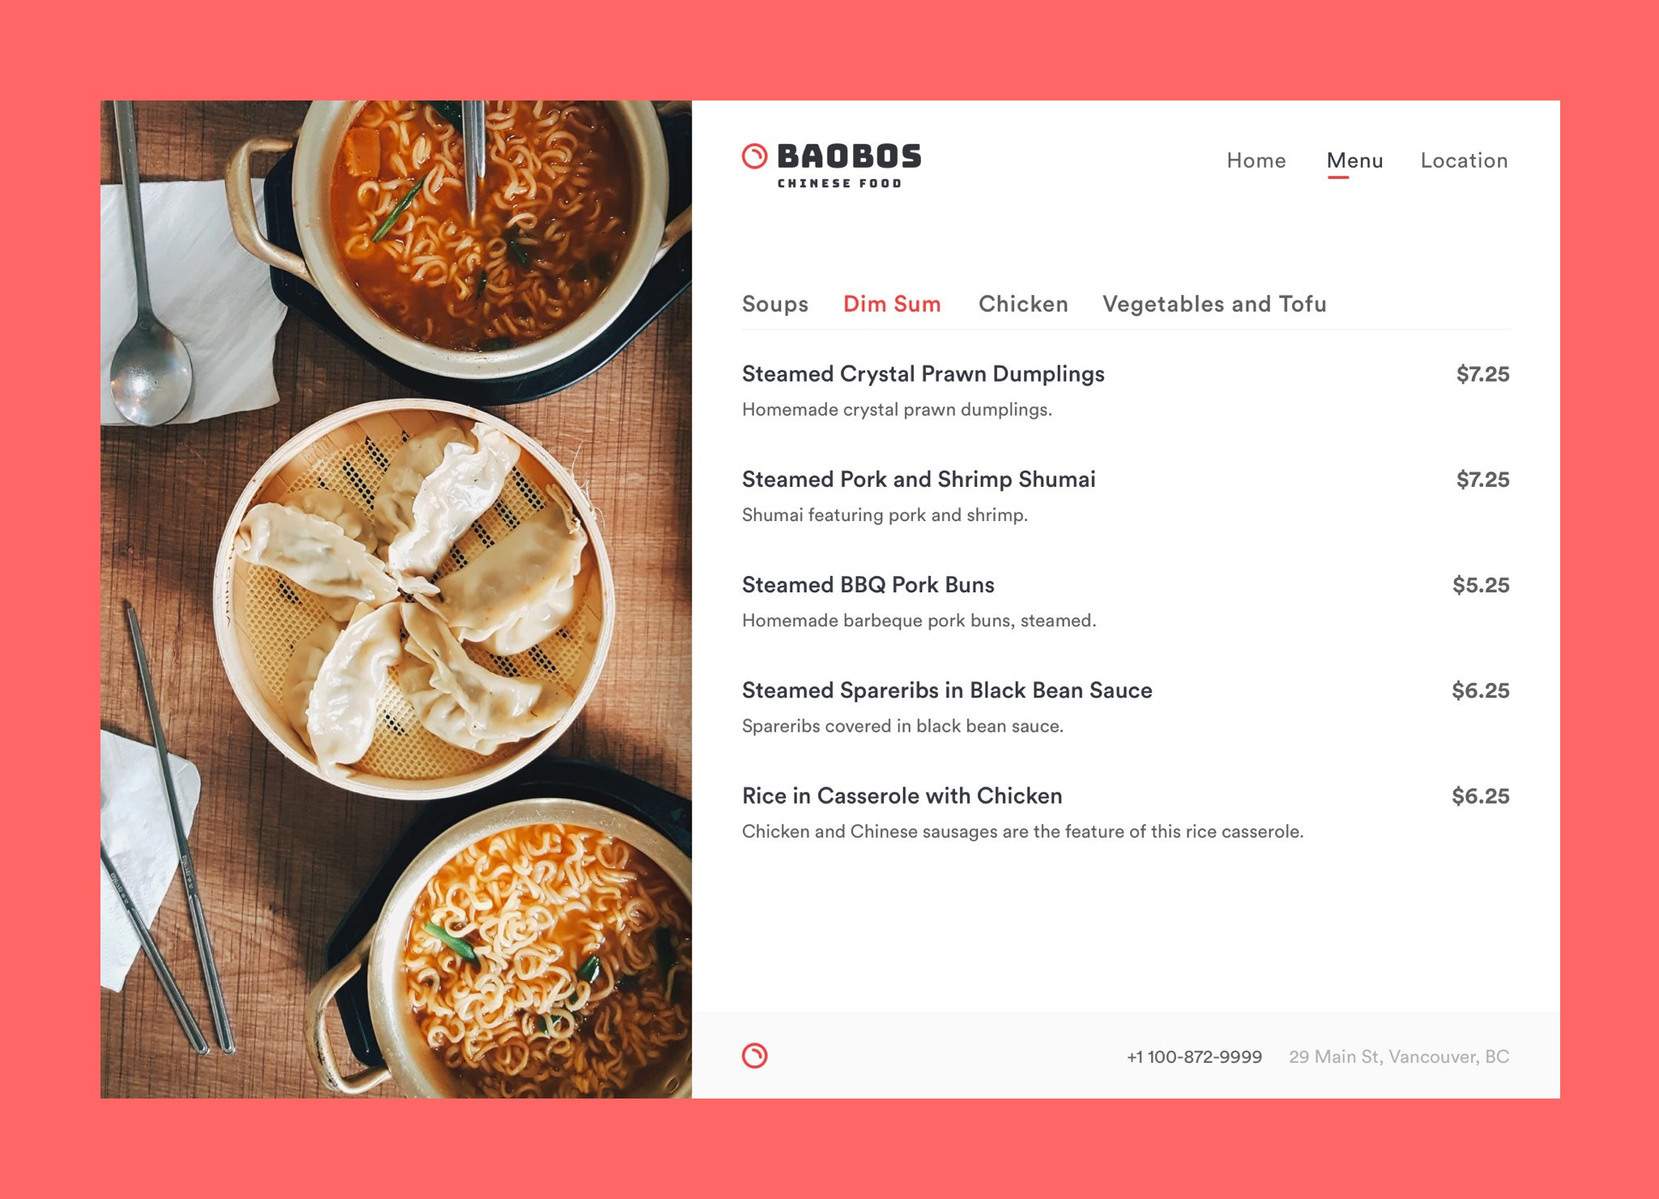 BAOBOS
CHINESE FOOD
Home Menu Location
Soups Dim Sum Chicken Vegetables and Tofu
Steamed Crystal Prawn Dumplings $7.25
Homemade crystal prawn dumplings.
Steamed Pork and Shrimp Shumai $7.25
Shumai featuring pork and shrimp.
Steamed BBQ Pork Buns $5.25
Homemade barbeque pork buns, steamed.
Steamed Spareribs in Black Bean Sauce $6.25
Spareribs covered in black bean sauce.
Rice in Casserole with Chicken $6.25
Chicken and Chinese sausages are the feature of this rice casserole.
+1 100-872-9999 29 Main St, Vancouver, BC